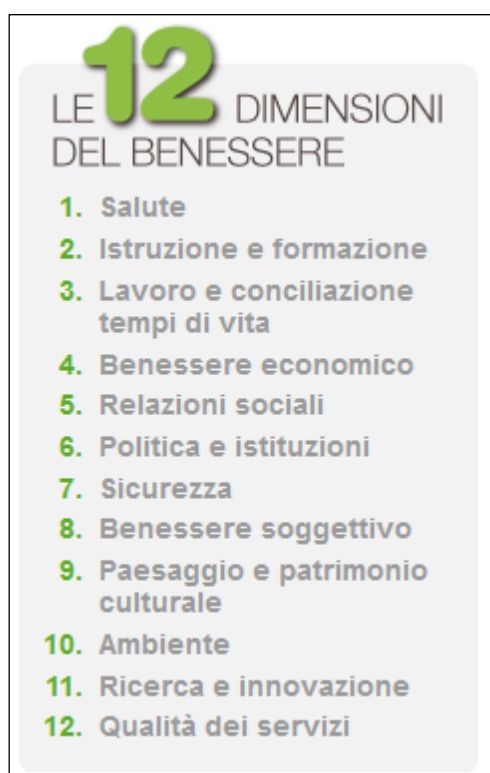 LE 12 DIMENSIONI
DEL BENESSERE
1. Salute
2. Istruzione e formazione
3. Lavoro e conciliazione
tempi di vita
4. Benessere economico
5. Relazioni sociali
6. Politica e istituzioni
7. Sicurezza
8. Benessere soggettivo
9. Paesaggio e patrimonio
culturale
10. Ambiente
11. Ricerca e innovazione
12. Qualità dei servizi